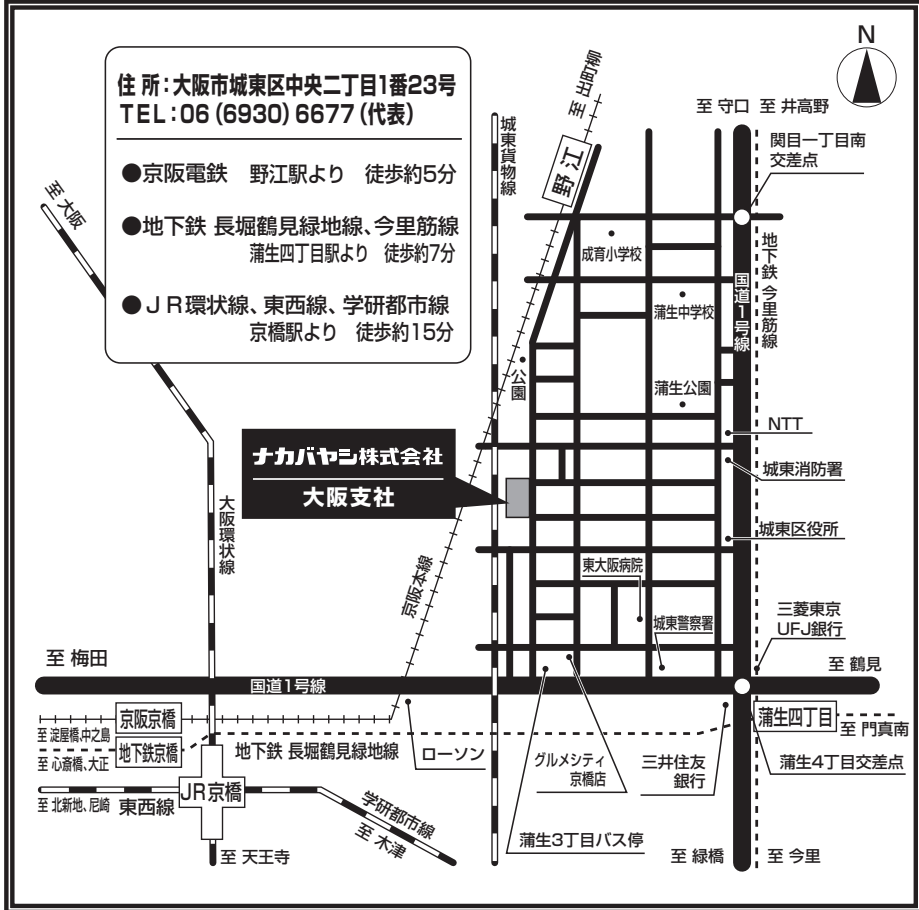 住 所：大阪市城東区中央二丁目1番23号
TEL：06（6930）6677（代表）
●京阪電鉄　野江駅より　徒歩約5分
●地下鉄 長堀鶴見緑地線、今里筋線
蒲生四丁目駅より　徒歩約7分
●ＪＲ環状線、東西線、学研都市線
京橋駅より　徒歩約15分
N
至 守口
至 井高野
関目一丁目南
交差点
至 出町柳
城東貨物線
野江
至 大阪
成育小学校
地下鉄 今里筋線
国道1号線
蒲生中学校
公園
蒲生公園
NTT
ナカバヤシ株式会社
大阪支社
城東消防署
大阪環状線
城東区役所
京阪本線
東大阪病院
城東警察署
三菱東京
UFJ銀行
至 梅田
至 鶴見
国道1号線
京阪京橋
至 淀屋橋、中之島
地下鉄京橋
至 心斎橋、大正
地下鉄 長堀鶴見緑地線
ローソン
グルメシティ
京橋店
三井住友
銀行
蒲生四丁目
至 門真南
蒲生4丁目交差点
JR京橋
至 北新地、尼崎
東西線
学研都市線
至 木津
蒲生3丁目バス停
至 天王寺
至 緑橋
至 今里